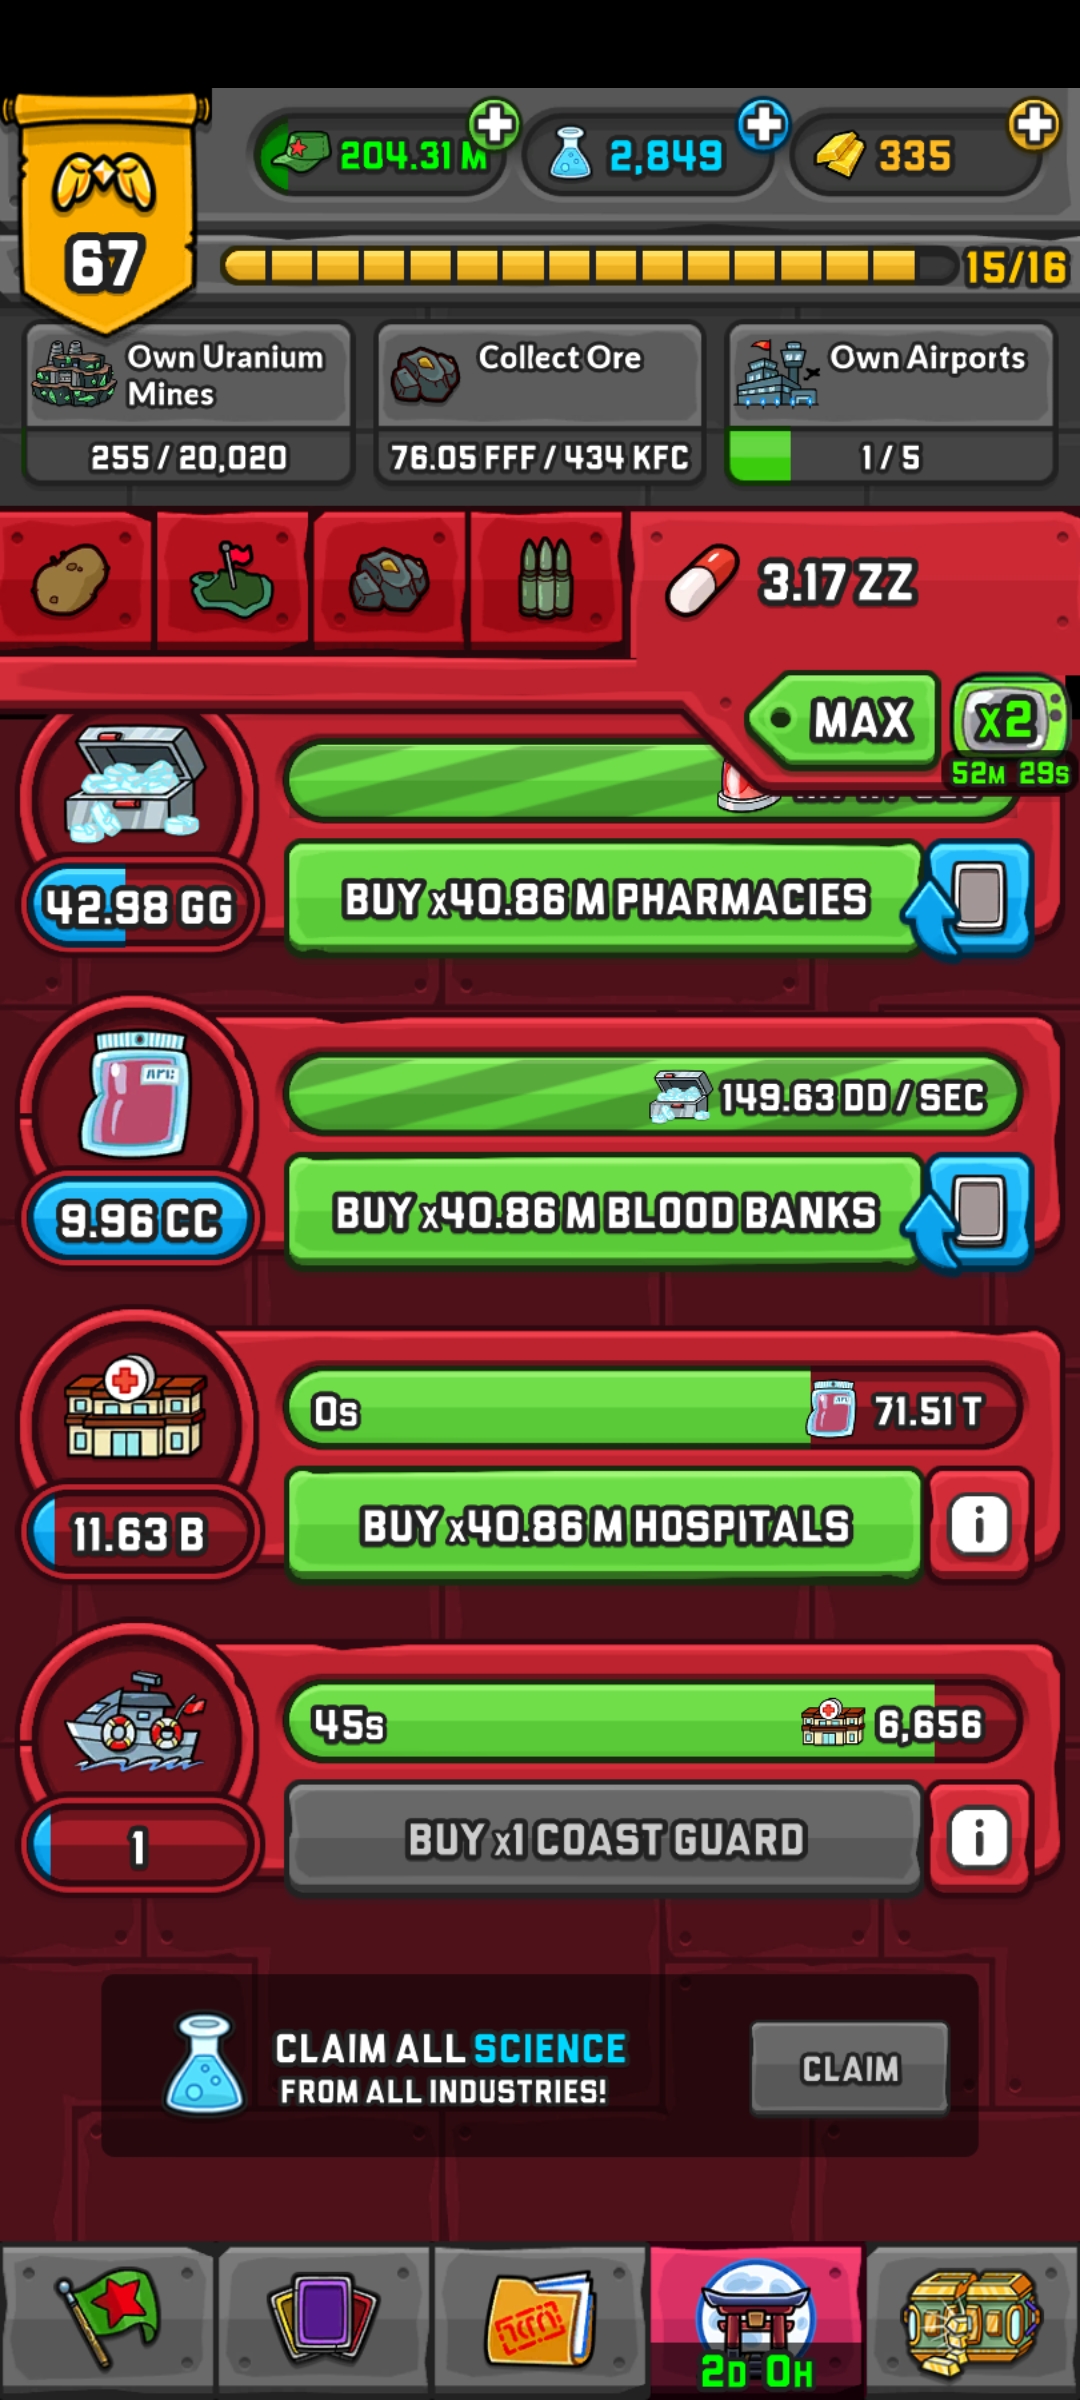 204.31 M
2,849
335
67
15/16
Own Uranium
Mines
255 / 20,020
Collect Ore
76.05 FFF / 434 KFC
Own Airports
1 / 5
3.17 ZZ
MAX
x2
52M 29S
42.98 GG
BUY x40.86 M PHARMACIES
149.63 DD / SEC
9.96 CC
BUY x40.86 M BLOOD BANKS
0s
71.51 T
11.63 B
BUY x40.86 M HOSPITALS
i
45s
6,656
1
BUY x1 COAST GUARD
i
CLAIM ALL SCIENCE
FROM ALL INDUSTRIES!
CLAIM
2D 0H